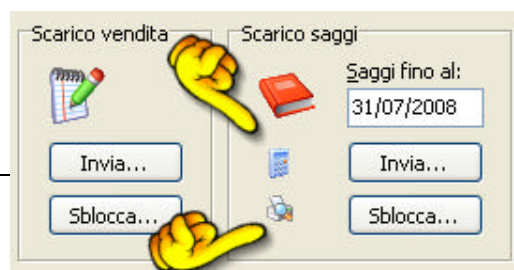 Scarico vendita
Invia...
Sblocca...
Scarico saggi
Saggi fino al:
31/07/2008
Invia...
Sblocca...